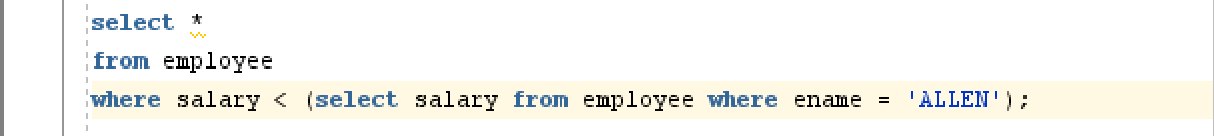 select *
from employee
where salary < (select salary from employee where ename = 'ALLEN');